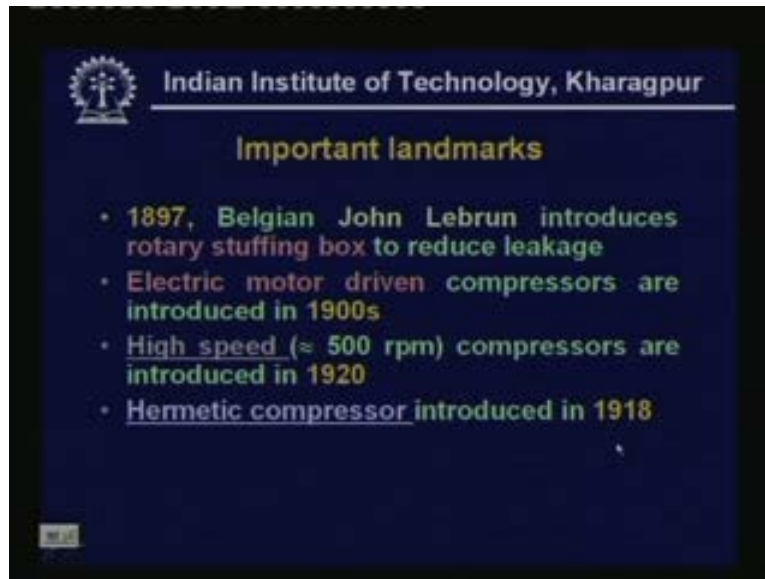 Indian Institute of Technology, Kharagpur
Important landmarks
• 1897, Belgian John Lebrun introduces
rotary stuffing box to reduce leakage
• Electric motor driven compressors are
introduced in 1900s
• High speed (≈ 500 rpm) compressors are
introduced in 1920
• Hermetic compressor introduced in 1918